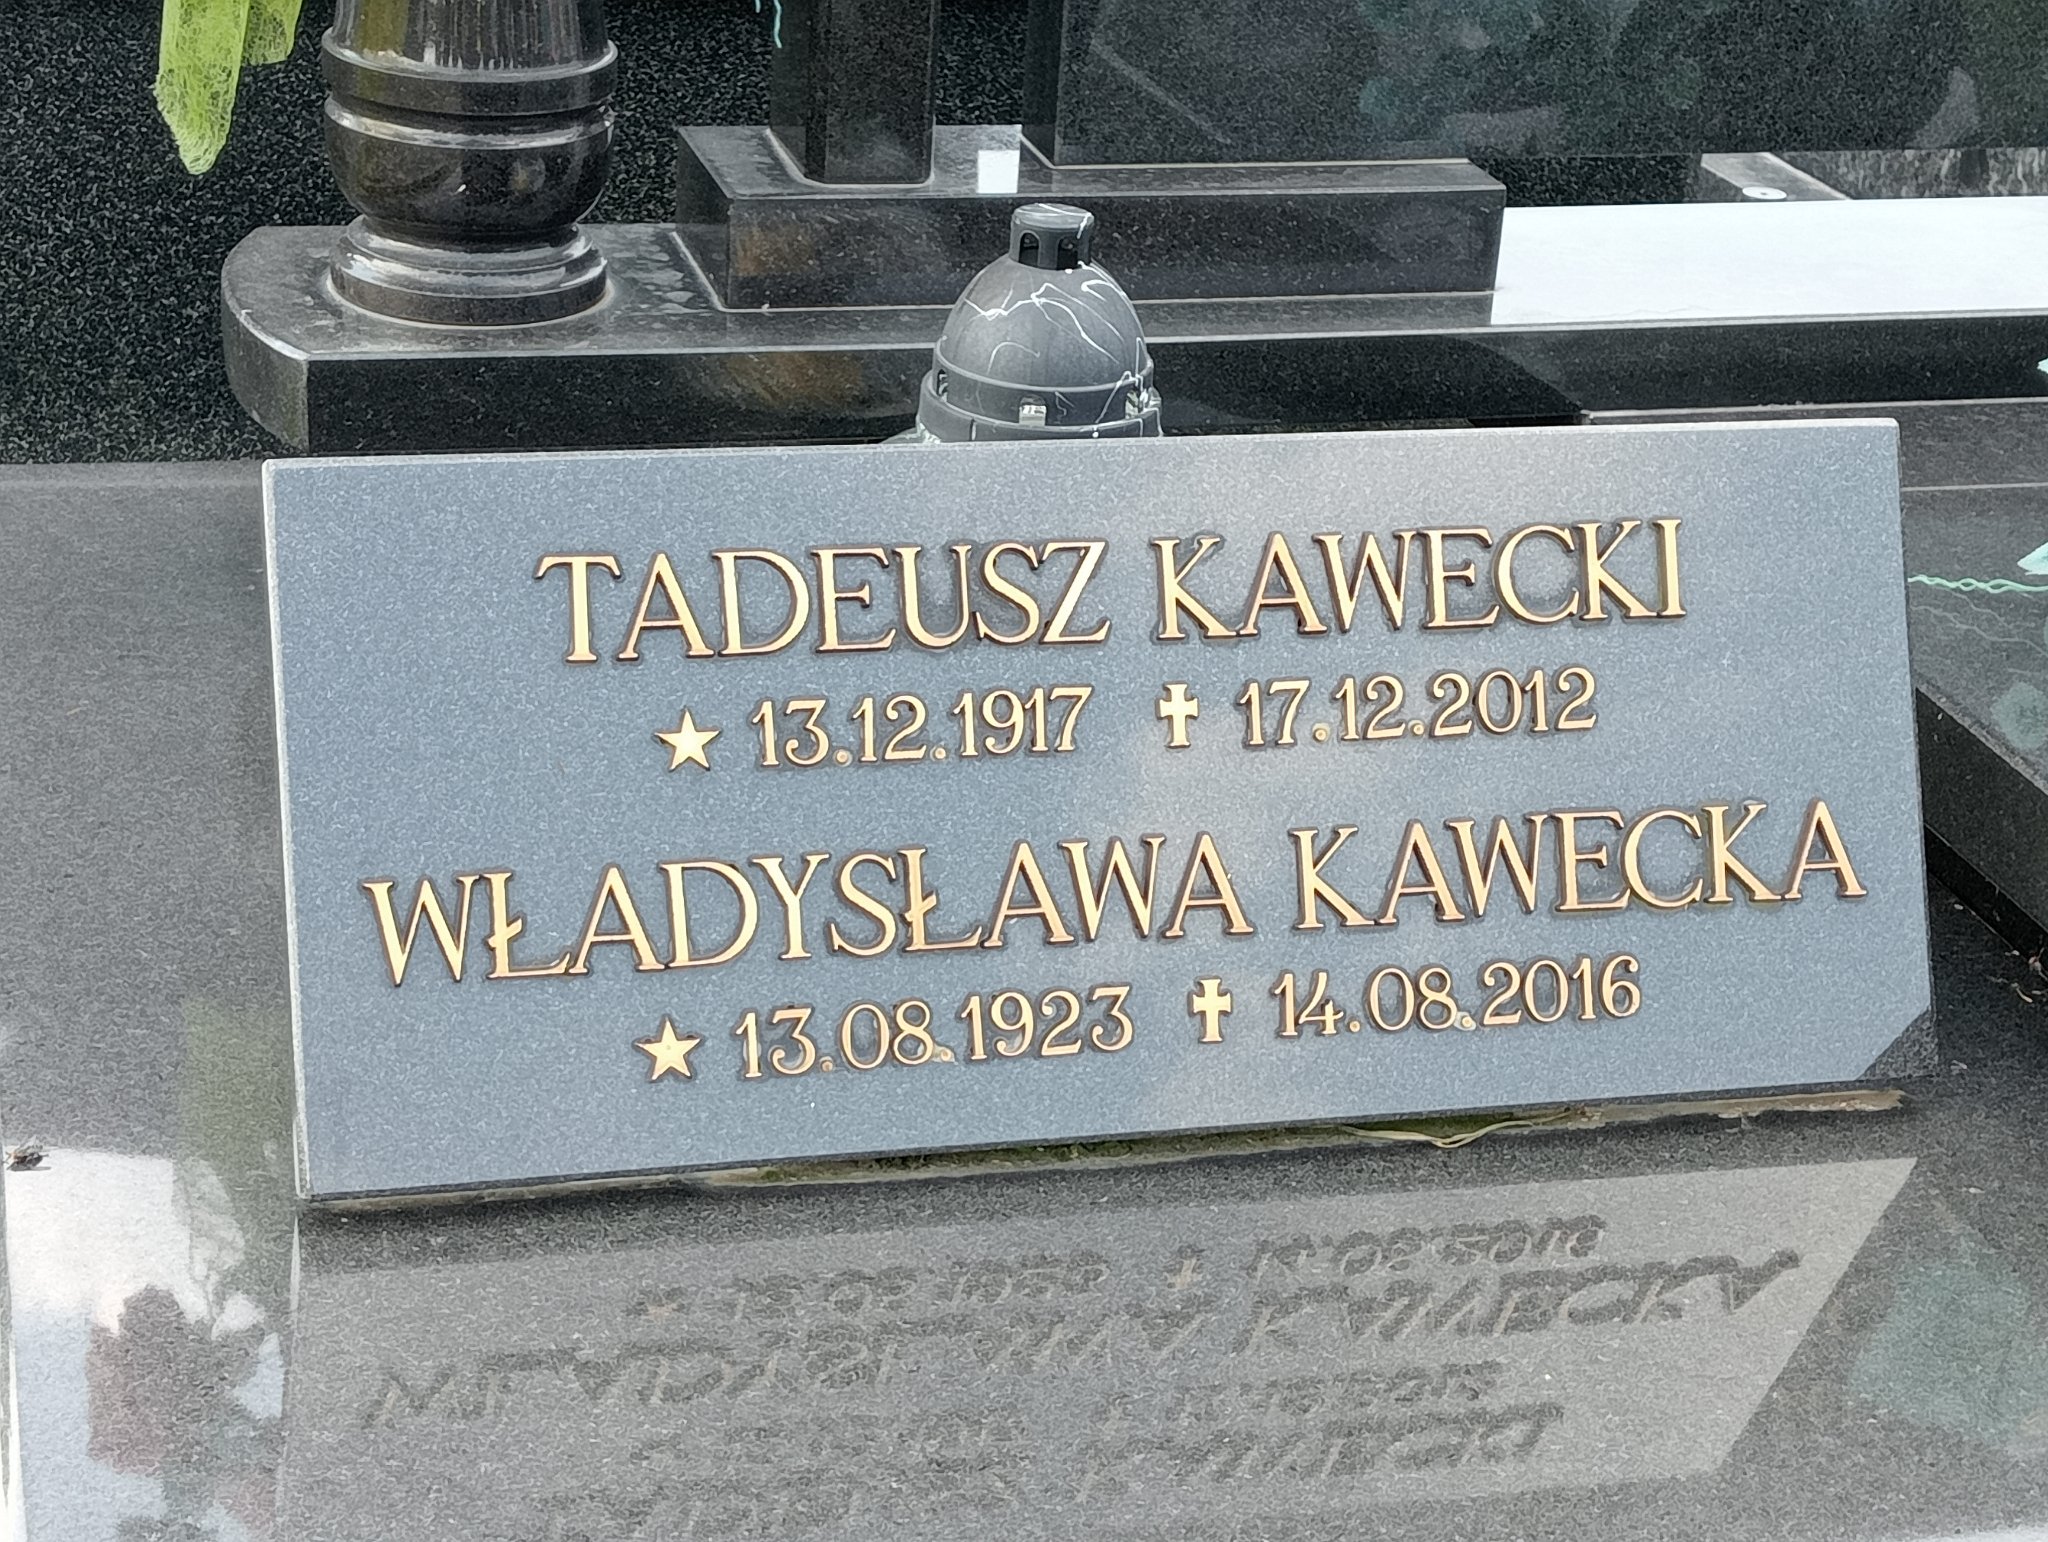 TADEUSZ KAWECKI
★ 13.12.1917 ✝ 17.12.2012
WŁADYSŁAWA KAWECKA
★ 13.08.1923 ✝ 14.08.2016